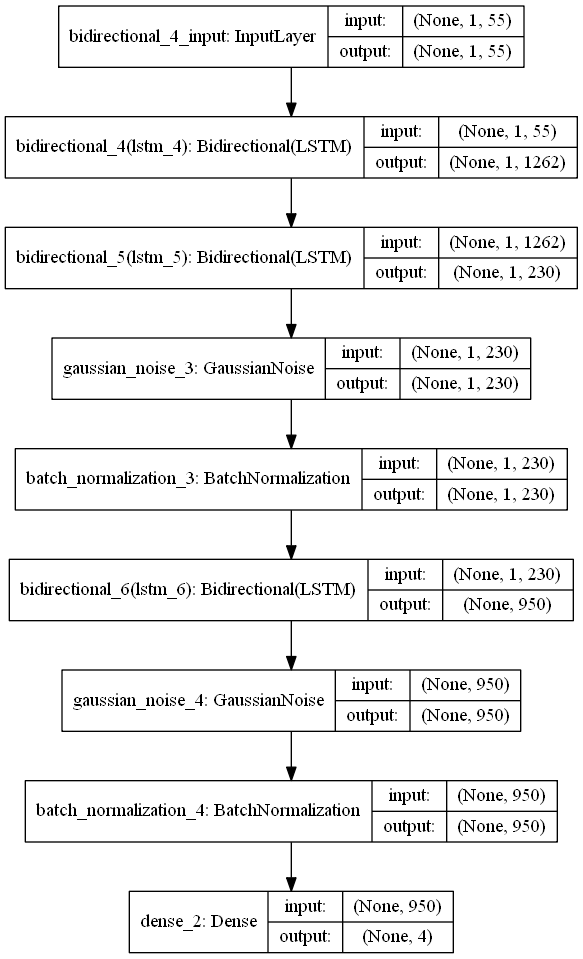 bidirectional_4_input: InputLayer
input: (None, 1, 55)
output: (None, 1, 55)
bidirectional_4(lstm_4): Bidirectional(LSTM)
input: (None, 1, 55)
output: (None, 1, 1262)
bidirectional_5(lstm_5): Bidirectional(LSTM)
input: (None, 1, 1262)
output: (None, 1, 230)
gaussian_noise_3: GaussianNoise
input: (None, 1, 230)
output: (None, 1, 230)
batch_normalization_3: BatchNormalization
input: (None, 1, 230)
output: (None, 1, 230)
bidirectional_6(lstm_6): Bidirectional(LSTM)
input: (None, 1, 230)
output: (None, 950)
gaussian_noise_4: GaussianNoise
input: (None, 950)
output: (None, 950)
batch_normalization_4: BatchNormalization
input: (None, 950)
output: (None, 950)
dense_2: Dense
input: (None, 950)
output: (None, 4)